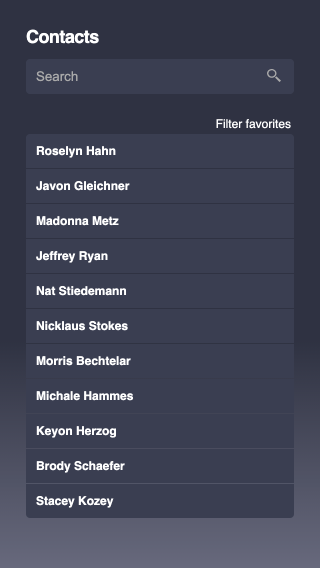 Contacts
Search
Filter favorites
Roselyn Hahn
Javon Gleichner
Madonna Metz
Jeffrey Ryan
Nat Stiedemann
Nicklaus Stokes
Morris Bechtelar
Michale Hammes
Keyon Herzog
Brody Schaefer
Stacey Kozey